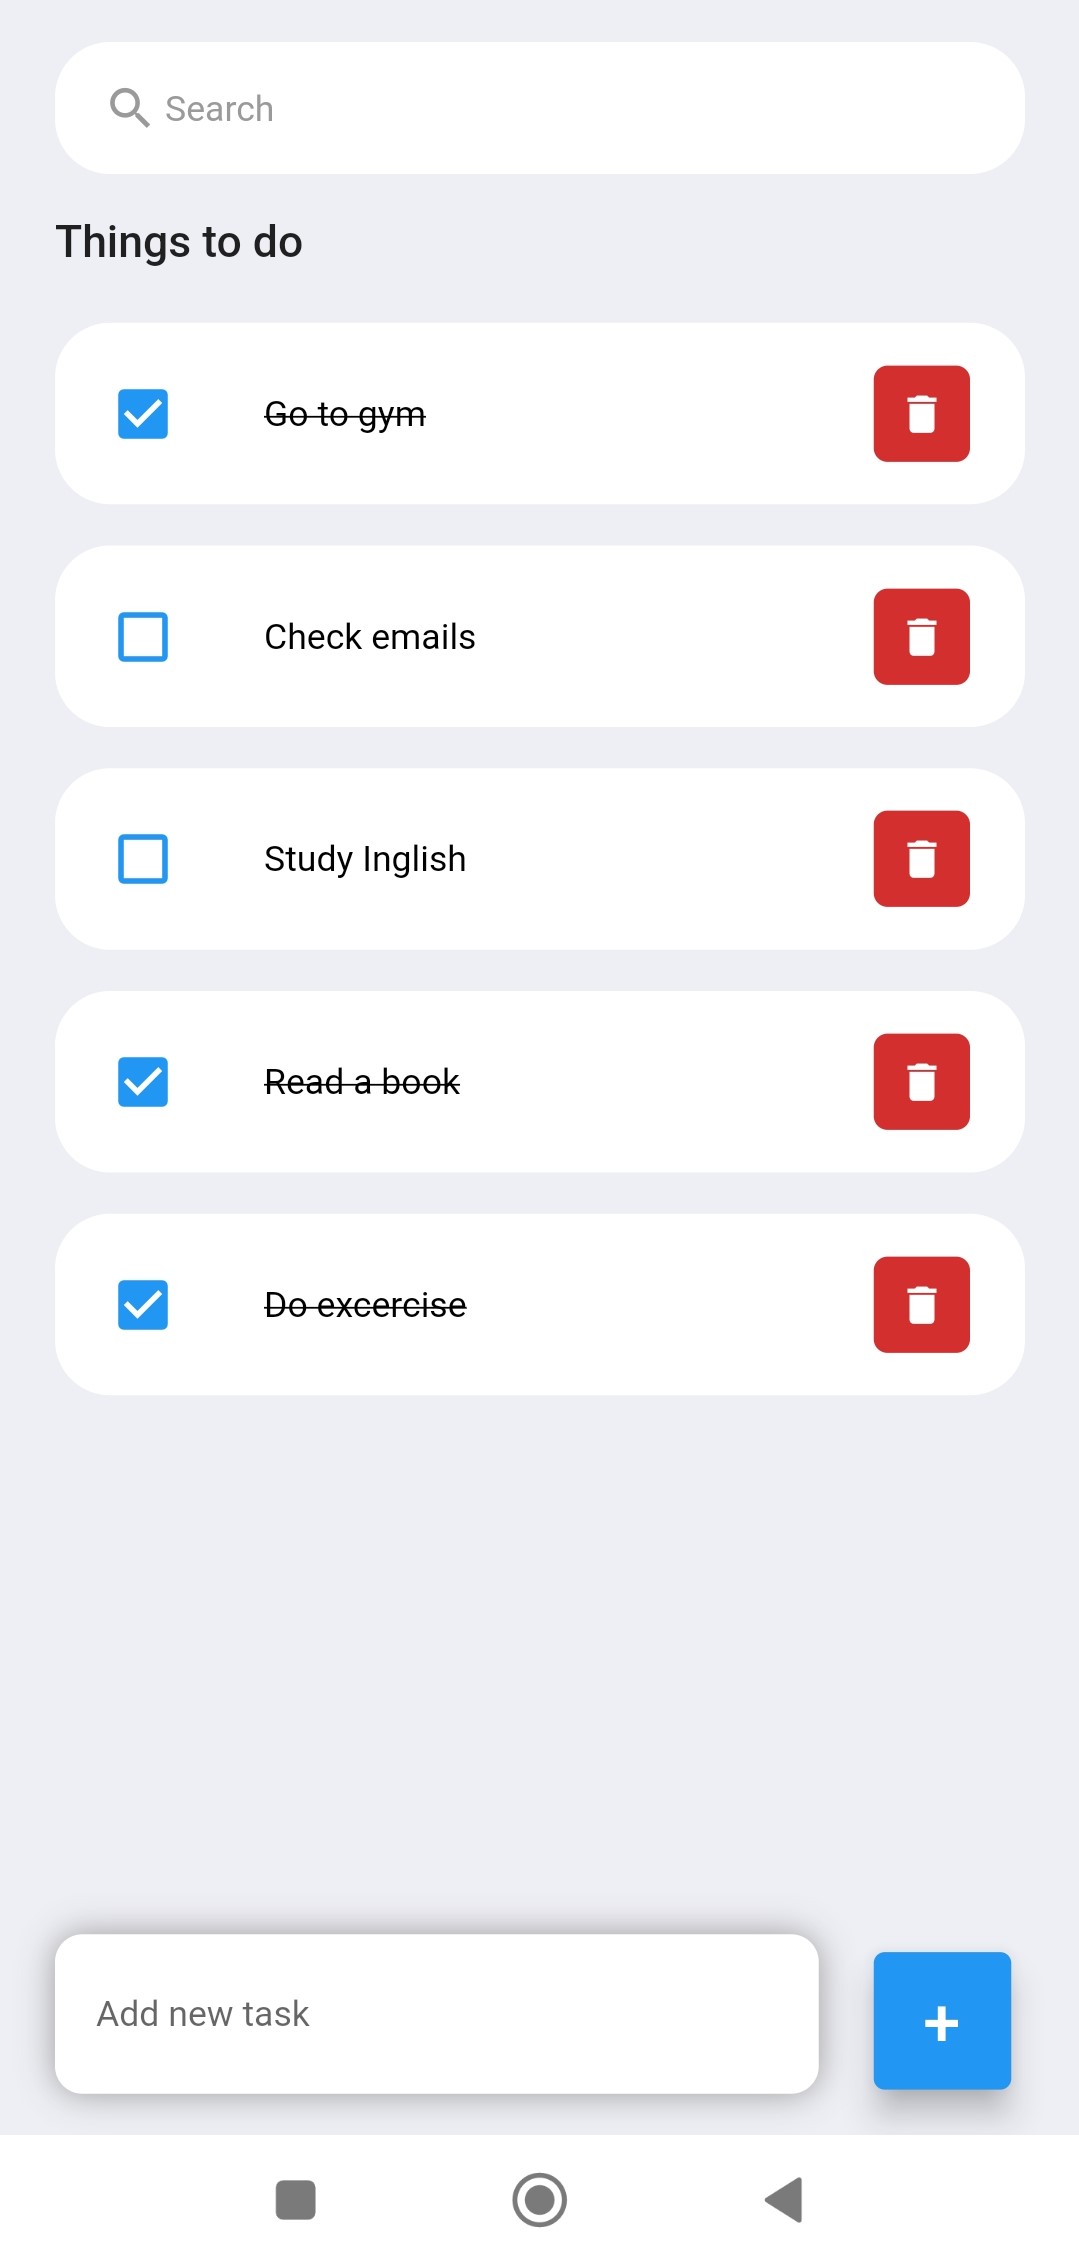 Search
Things to do
Go to gym
Check emails
Study Inglish
Read a book
Do excercise
Add new task
+